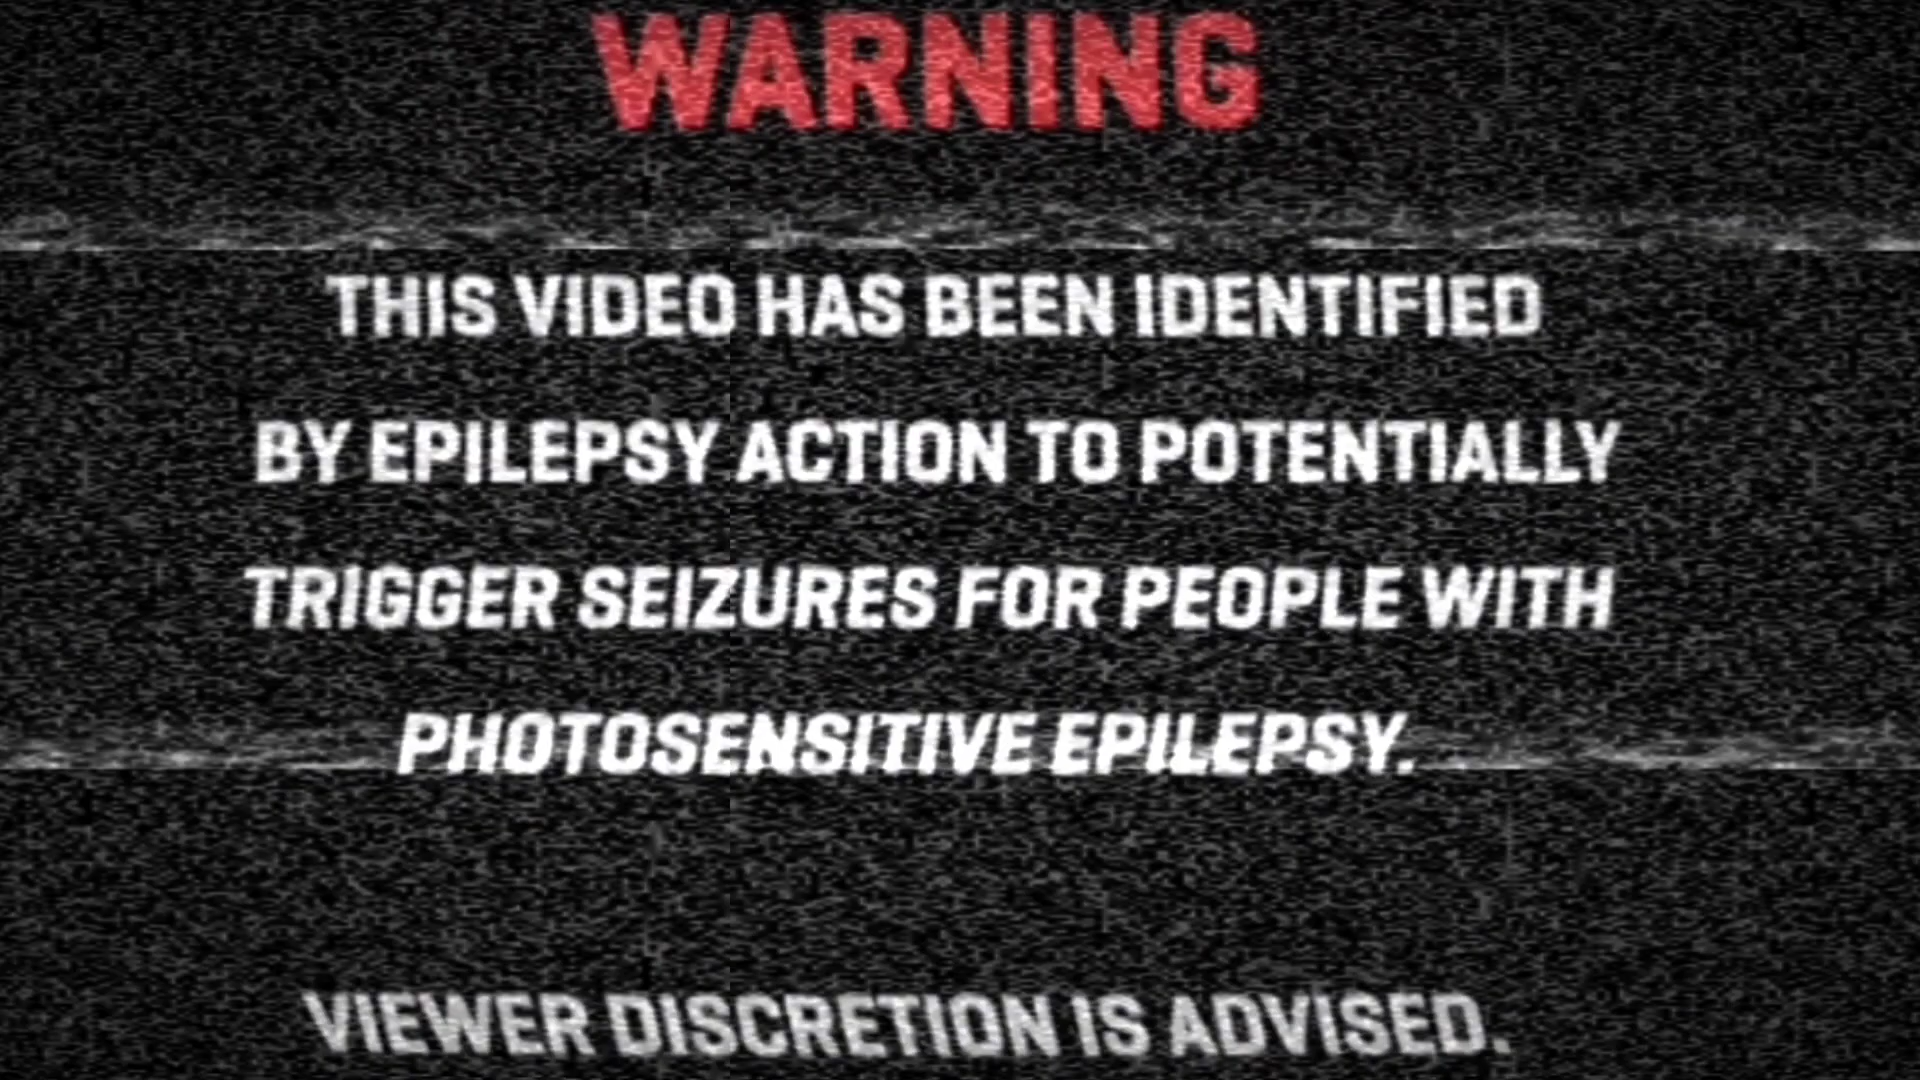 WARNING
THIS VIDEO HAS BEEN IDENTIFIED
BY EPILEPSY ACTION TO POTENTIALLY
TRIGGER SEIZURES FOR PEOPLE WITH
PHOTOSENSITIVE EPILEPSY.
VIEWER DISCRETION IS ADVISED.